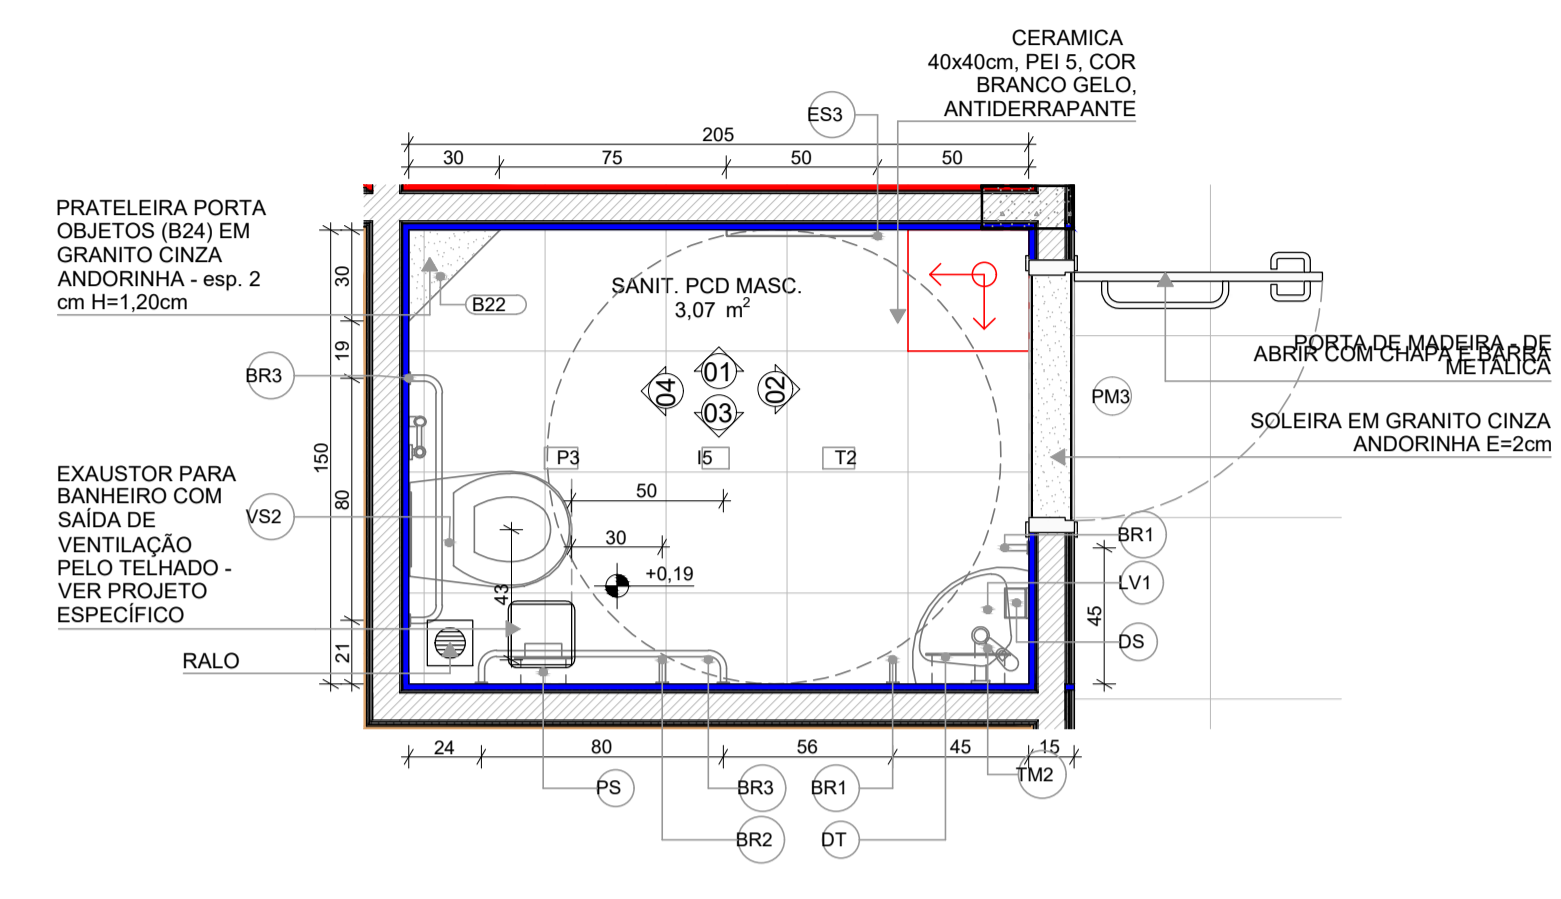 CERAMICA
40x40cm, PEI 5, COR
BRANCO GELO,
ANTIDERRAPANTE
ES3
205
30
75
50
50
PRATELEIRA PORTA
OBJETOS (B24) EM
GRANITO CINZA
ANDORINHA - esp. 2
cm H=1,20cm
30
B22
SANIT. PCD MASC.
3,07 m²
PORTA DE MADEIRA - DE
ABRIR COM CHAPA E BARRA
METÁLICA
19
BR3
01
04
02
03
PM3
SOLEIRA EM GRANITO CINZA
ANDORINHA E=2cm
150
P3
I5
T2
EXAUSTOR PARA
BANHEIRO COM
SAÍDA DE
VENTILAÇÃO
PELO TELHADO -
VER PROJETO
ESPECÍFICO
80
50
VS2
30
BR1
+0,19
LV1
43
45
DS
21
RALO
24
80
56
45
15
TM2
PS
BR3
BR1
BR2
DT